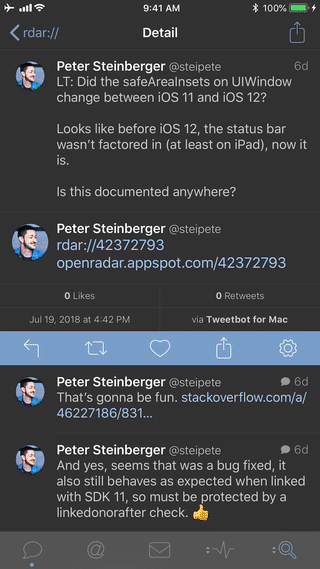 9:41 AM
100%
rdar://
Detail
Peter Steinberger @steipete 6d
LT: Did the safeAreaInsets on UIWindow
change between iOS 11 and iOS 12?
Looks like before iOS 12, the status bar
wasn't factored in (at least on iPad), now it
is.
Is this documented anywhere?
Peter Steinberger @steipete
rdar://42372793
openradar.appspot.com/42372793
0 Likes
0 Retweets
Jul 19, 2018 at 4:42 PM
via Tweetbot for Mac
Peter Steinberger @steipete 6d
That's gonna be fun. stackoverflow.com/a/
46227186/831...
Peter Steinberger @steipete 6d
And yes, seems that was a bug fixed, it
also still behaves as expected when linked
with SDK 11, so must be protected by a
linkedonorafter check. 👍